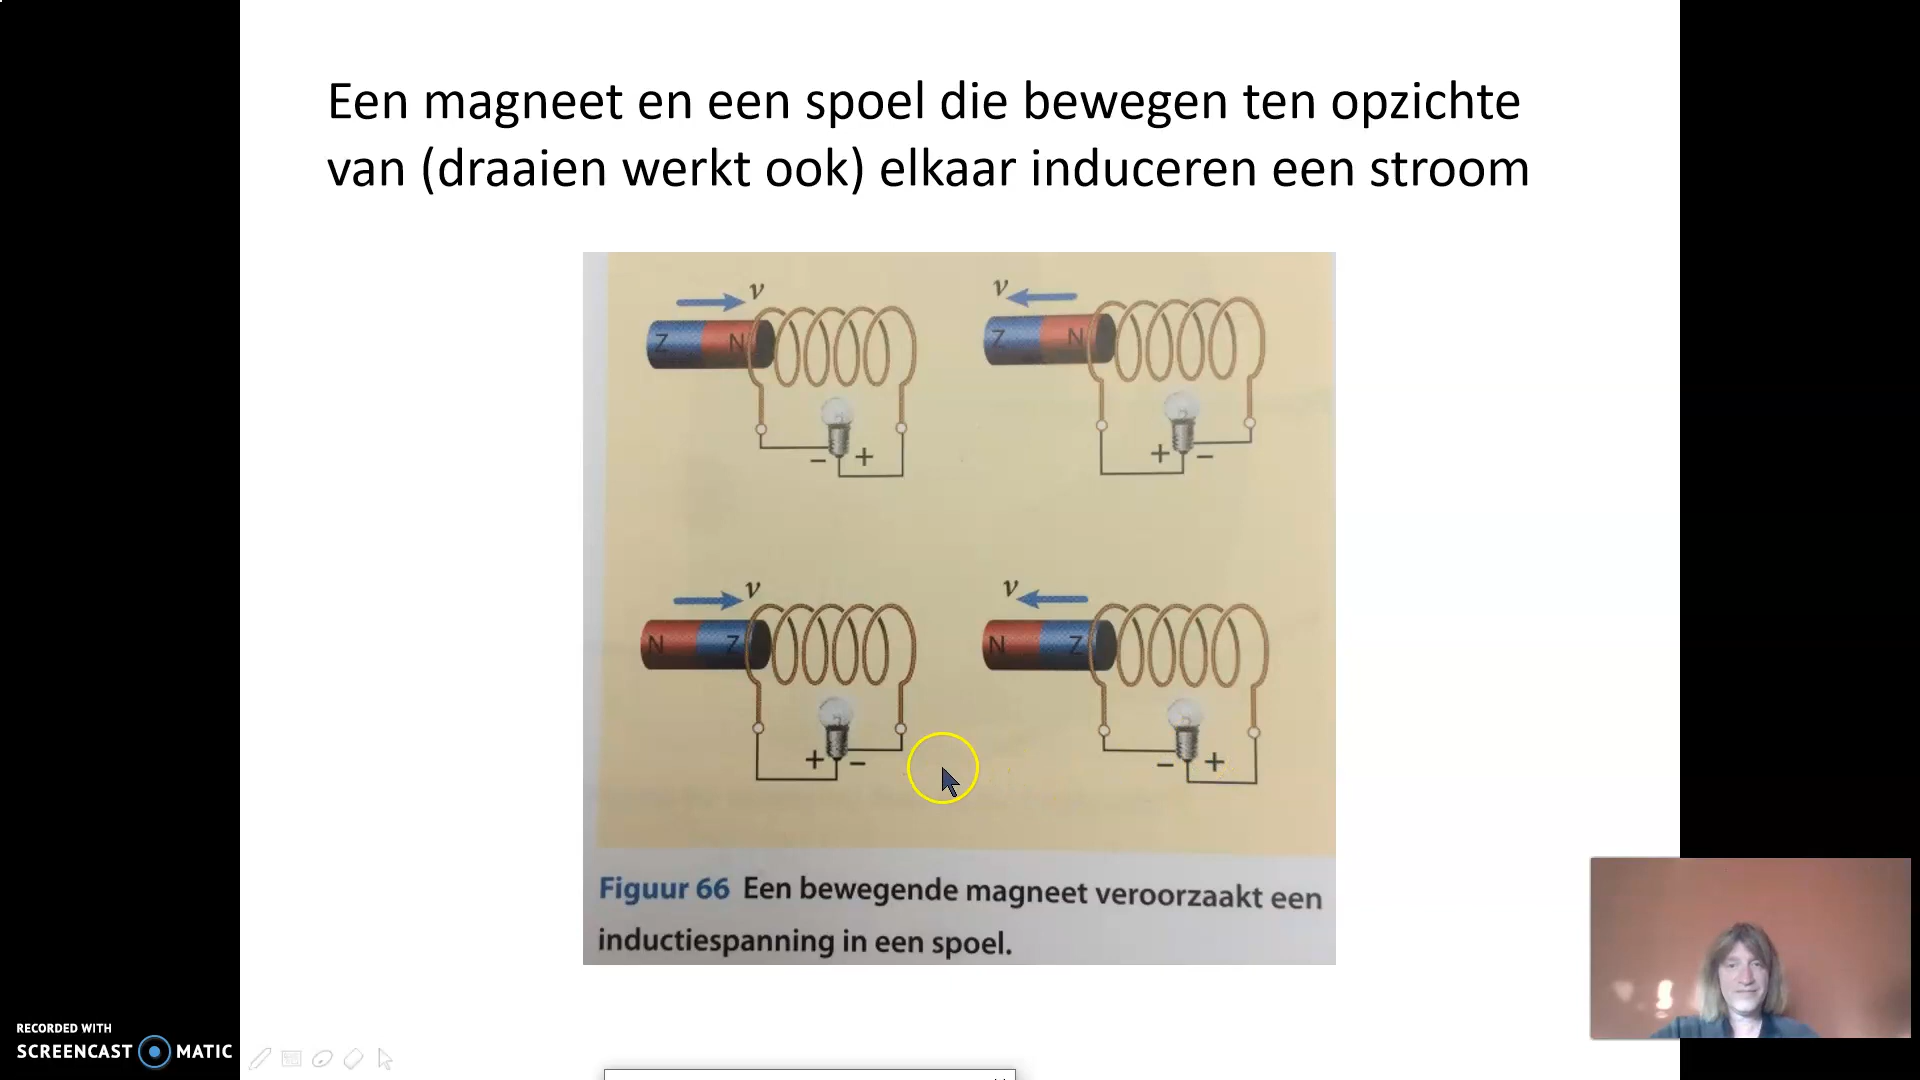 Een magneet en een spoel die bewegen ten opzichte
van (draaien werkt ook) elkaar induceren een stroom
v
v
Z N
Z N
− +
+ −
v
v
N Z
N Z
+ −
− +
Figuur 66 Een bewegende magneet veroorzaakt een
inductiespanning in een spoel.
RECORDED WITH
SCREENCAST MATIC